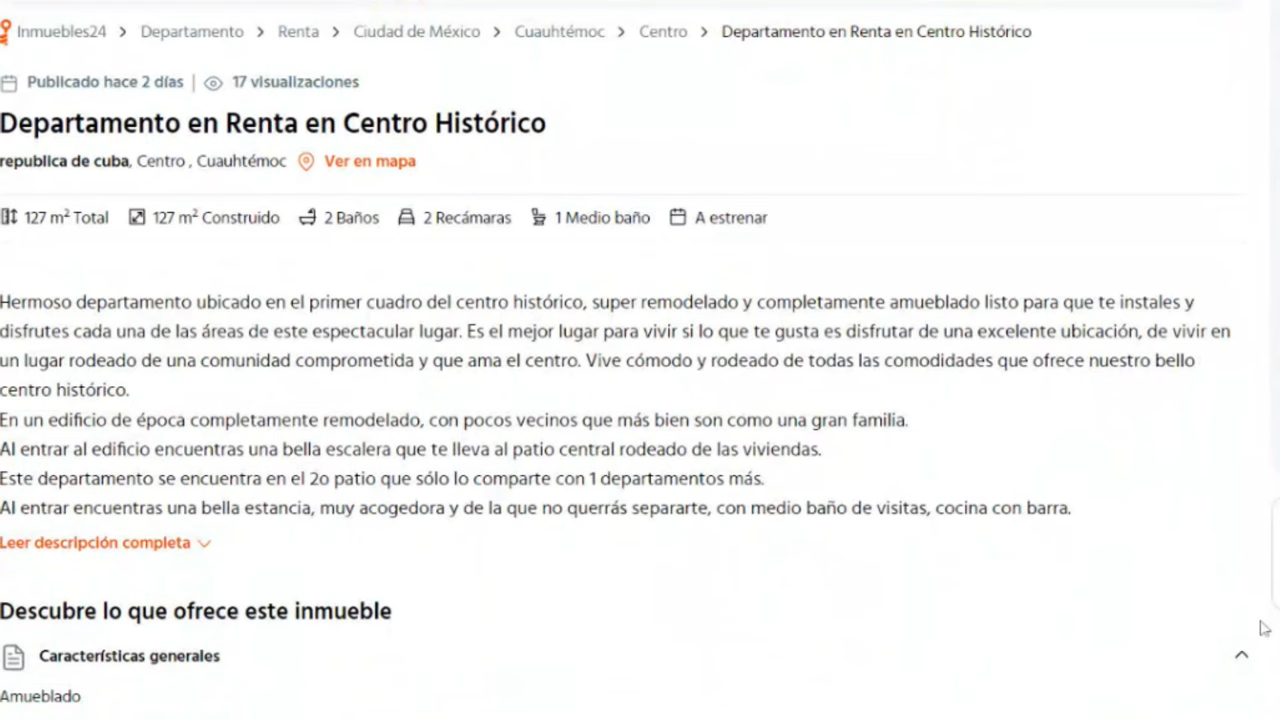 Inmuebles24 > Departamento > Renta > Ciudad de México > Cuauhtémoc > Centro > Departamento en Renta en Centro Histórico
Publicado hace 2 días | 17 visualizaciones
Departamento en Renta en Centro Histórico
republica de cuba, Centro , Cuauhtémoc Ver en mapa
127 m² Total 127 m² Construido 2 Baños 2 Recámaras 1 Medio baño A estrenar
Hermoso departamento ubicado en el primer cuadro del centro histórico, super remodelado y completamente amueblado listo para que te instales y
disfrutes cada una de las áreas de este espectacular lugar. Es el mejor lugar para vivir si lo que te gusta es disfrutar de una excelente ubicación, de vivir en
un lugar rodeado de una comunidad comprometida y que ama el centro. Vive cómodo y rodeado de todas las comodidades que ofrece nuestro bello
centro histórico.
En un edificio de época completamente remodelado, con pocos vecinos que más bien son como una gran familia.
Al entrar al edificio encuentras una bella escalera que te lleva al patio central rodeado de las viviendas.
Este departamento se encuentra en el 2o patio que sólo lo comparte con 1 departamentos más.
Al entrar encuentras una bella estancia, muy acogedora y de la que no querrás separarte, con medio baño de visitas, cocina con barra.
Leer descripción completa
Descubre lo que ofrece este inmueble
Características generales
Amueblado